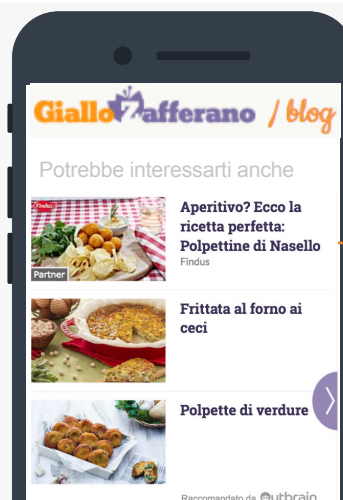 GialloZafferano / blog
Potrebbe interessarti anche
Findus
Partner
Aperitivo? Ecco la
ricetta perfetta:
Polpettine di Nasello
Findus
Frittata al forno ai
ceci
Polpette di verdure
Raccomandato da Outbrain